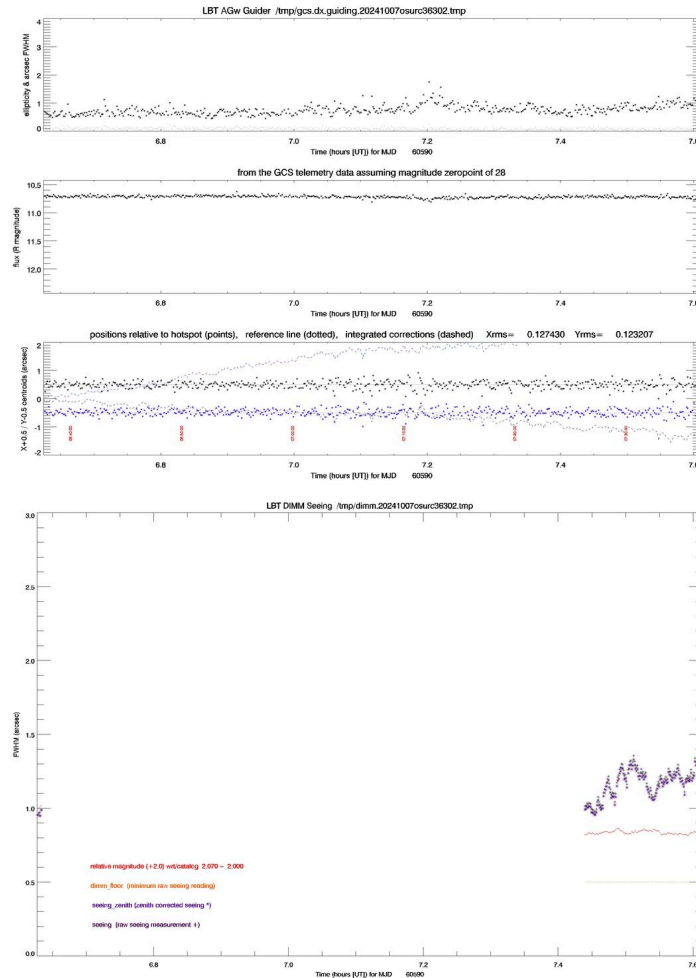 LBT AGw Guider /tmp/gcs.dx.guiding.20241007osurc36302.tmp
ellipticity & arcsec FWHM
4
3
2
1
0
6.8 7.0 7.2 7.4 7.6
Time (hours [UT]) for MJD 60590
from the GCS telemetry data assuming magnitude zeropoint of 28
flux (R magnitude)
10.5
11.0
11.5
12.0
6.8 7.0 7.2 7.4 7.6
Time (hours [UT]) for MJD 60590
positions relative to hotspot (points), reference line (dotted), integrated corrections (dashed) Xrms= 0.127430 Yrms= 0.123207
X+0.5 / Y-0.5 centroids (arcsec)
2
1
0
-1
-2
6.8 7.0 7.2 7.4 7.6
Time (hours [UT]) for MJD 60590
LBT DIMM Seeing /tmp/dimm.20241007osurc36302.tmp
FWHM (arcsec)
3.0
2.5
2.0
1.5
1.0
0.5
0.0
relative magnitude (+2.0) wrt/catalog 2.070 - 2.000
dimm_floor (minimum raw seeing reading)
seeing_zenith (zenith corrected seeing *)
seeing (raw seeing measurement +)
6.8 7.0 7.2 7.4 7.6
Time (hours [UT]) for MJD 60590